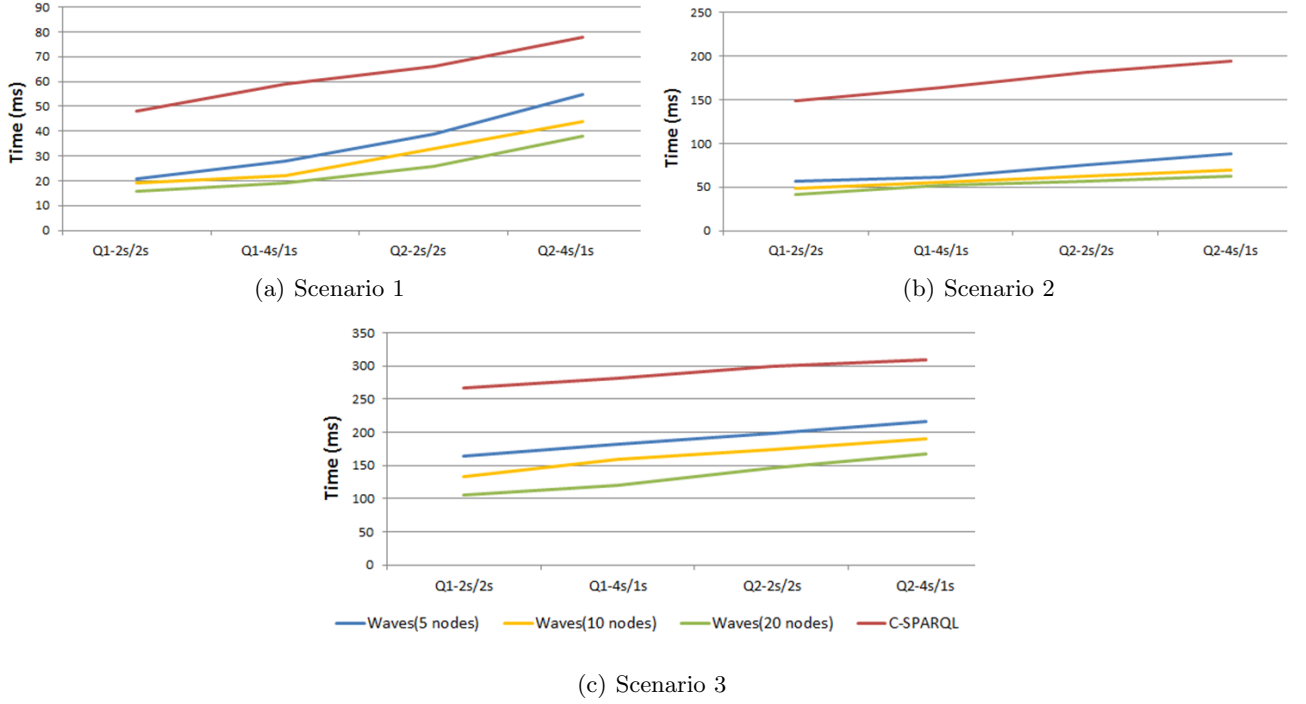 90
80
70
60
50
40
30
20
10
0
Time (ms)
Q1-2s/2s Q1-4s/1s Q2-2s/2s Q2-4s/1s
(a) Scenario 1
250
200
150
100
50
0
Time (ms)
Q1-2s/2s Q1-4s/1s Q2-2s/2s Q2-4s/1s
(b) Scenario 2
350
300
250
200
150
100
50
0
Time (ms)
Q1-2s/2s Q1-4s/1s Q2-2s/2s Q2-4s/1s
Waves(5 nodes) Waves(10 nodes) Waves(20 nodes) C-SPARQL
(c) Scenario 3